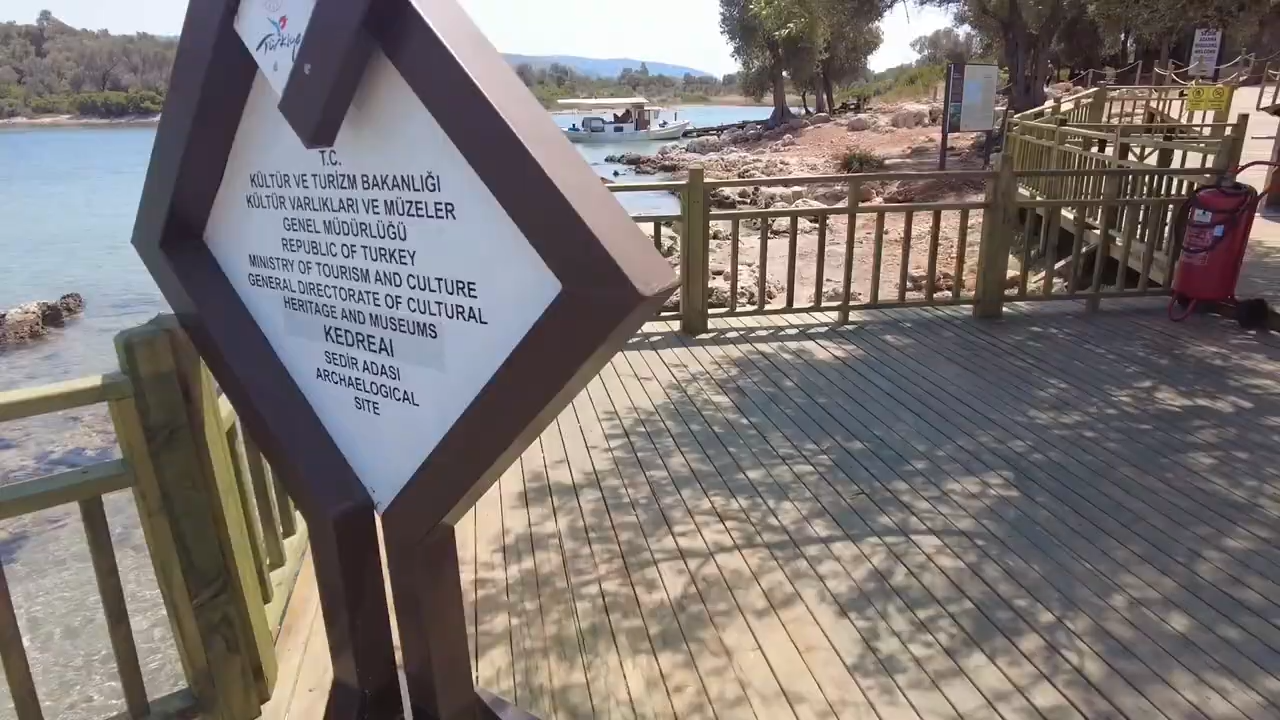 Türkiye
T.C.
KÜLTÜR VE TURİZM BAKANLIĞI
KÜLTÜR VARLIKLARI VE MÜZELER
GENEL MÜDÜRLÜĞÜ
REPUBLIC OF TURKEY
MINISTRY OF TOURISM AND CULTURE
GENERAL DIRECTORATE OF CULTURAL
HERITAGE AND MUSEUMS
KEDREAI
SEDİR ADASI
ARCHAELOGICAL
SITE